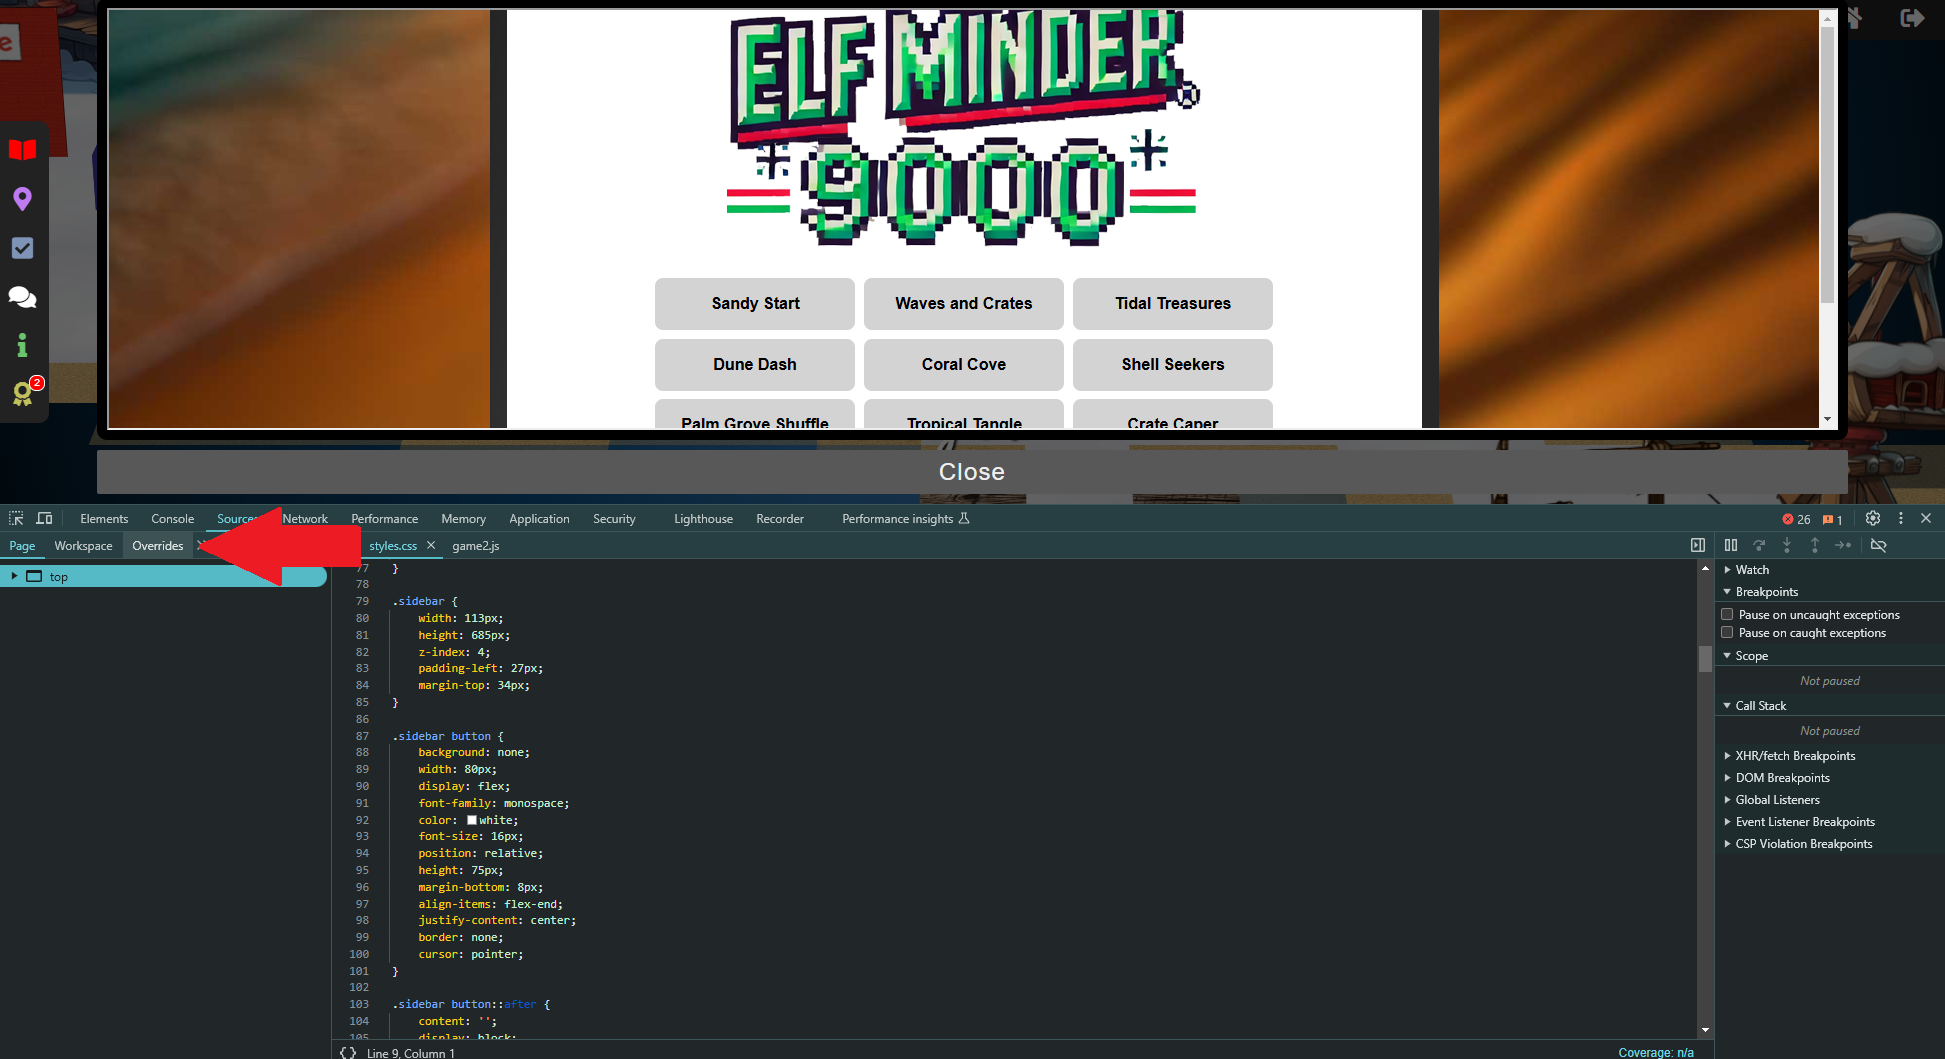 e
ELF MINDER
9000
Sandy Start Waves and Crates Tidal Treasures
Dune Dash Coral Cove Shell Seekers
Palm Grove Shuffle Tropical Tangle Crate Caper
2
Close
Elements Console Sources Network Performance Memory Application Security Lighthouse Recorder Performance insights 26 1
Page Workspace Overrides styles.css game2.js
top
77 }
78
79 .sidebar {
80 width: 113px;
81 height: 685px;
82 z-index: 4;
83 padding-left: 27px;
84 margin-top: 34px;
85 }
86
87 .sidebar button {
88 background: none;
89 width: 80px;
90 display: flex;
91 font-family: monospace;
92 color: white;
93 font-size: 16px;
94 position: relative;
95 height: 75px;
96 margin-bottom: 8px;
97 align-items: flex-end;
98 justify-content: center;
99 border: none;
100 cursor: pointer;
101 }
102
103 .sidebar button::after {
104 content: '';
105 display: block;
{} Line 9, Column 1 Coverage: n/a
Watch
Breakpoints
Pause on uncaught exceptions
Pause on caught exceptions
Scope
Not paused
Call Stack
Not paused
XHR/fetch Breakpoints
DOM Breakpoints
Global Listeners
Event Listener Breakpoints
CSP Violation Breakpoints